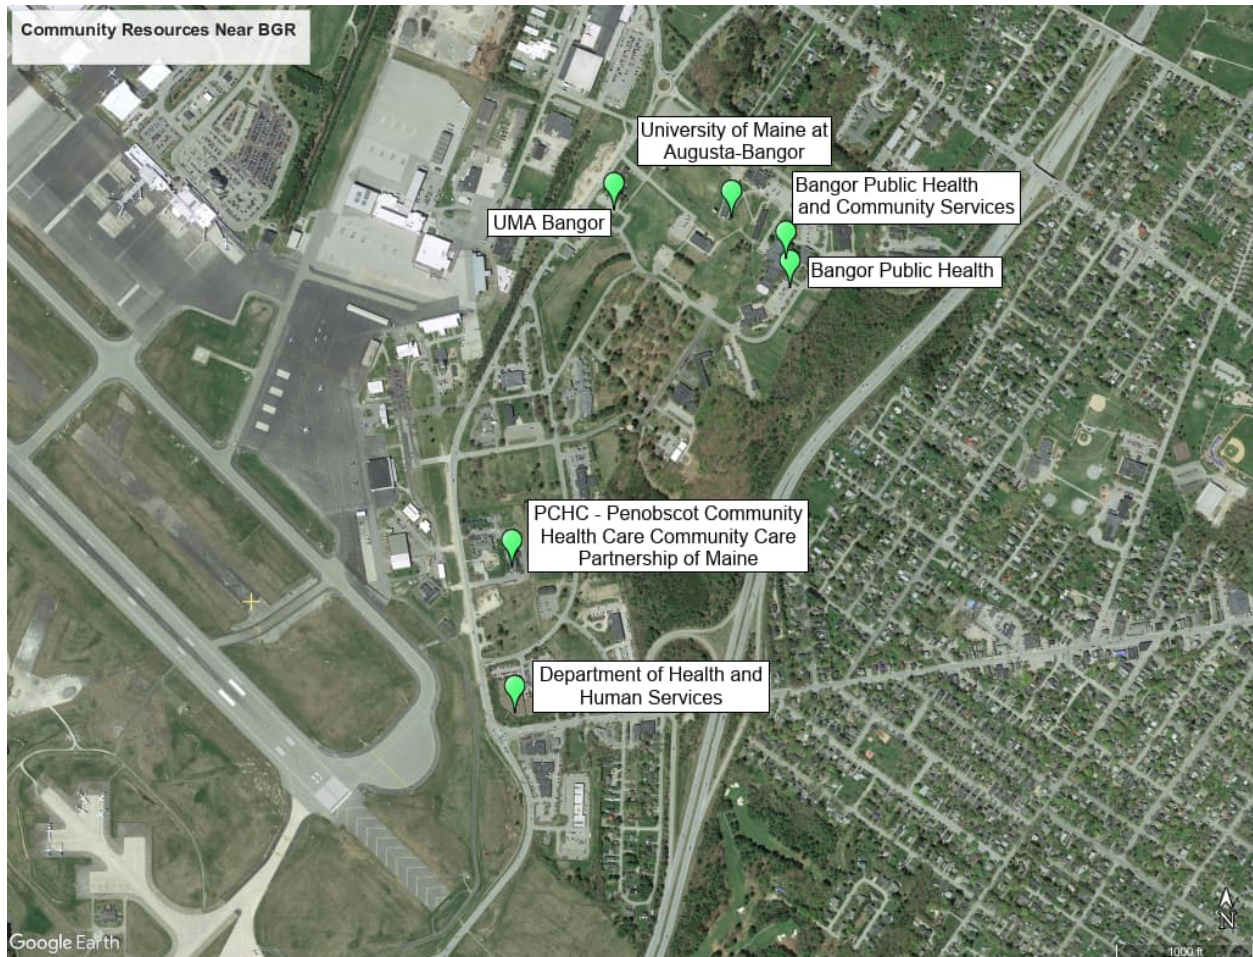 Community Resources Near BGR
University of Maine at
Augusta-Bangor
Bangor Public Health
and Community Services
UMA Bangor
Bangor Public Health
PCHC - Penobscot Community
Health Care Community Care
Partnership of Maine
Department of Health and
Human Services
N
Google Earth
1000 ft